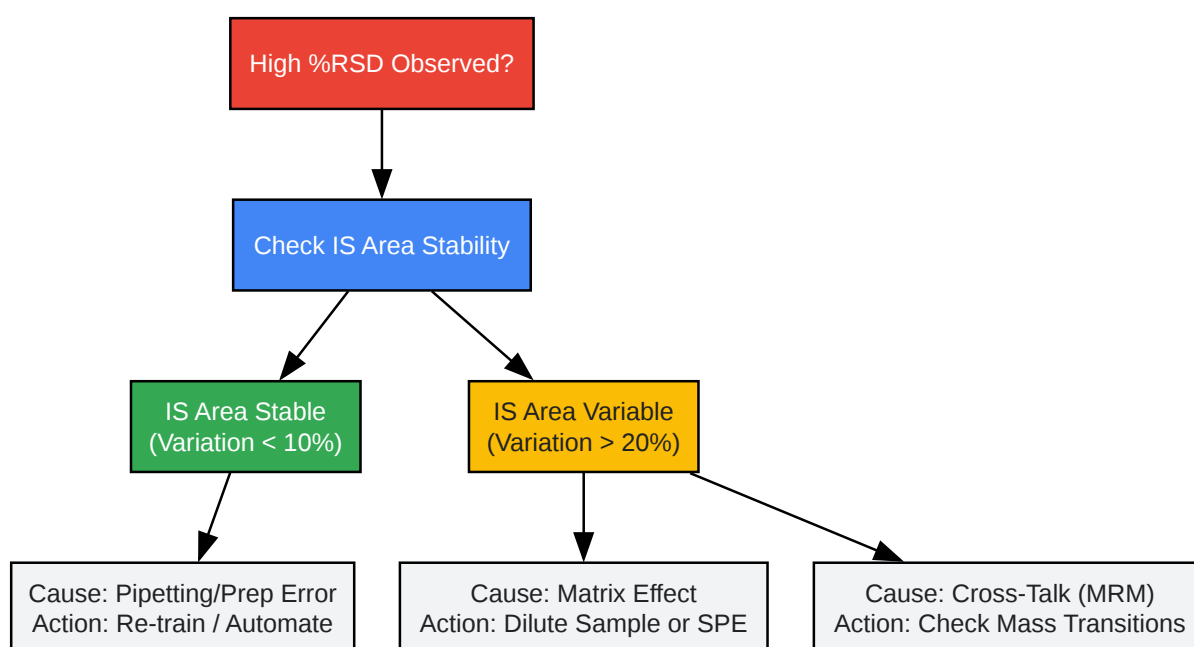 High %RSD Observed?
Check IS Area Stability
IS Area Stable
(Variation < 10%)
IS Area Variable
(Variation > 20%)
Cause: Pipetting/Prep Error
Action: Re-train / Automate
Cause: Matrix Effect
Action: Dilute Sample or SPE
Cause: Cross-Talk (MRM)
Action: Check Mass Transitions